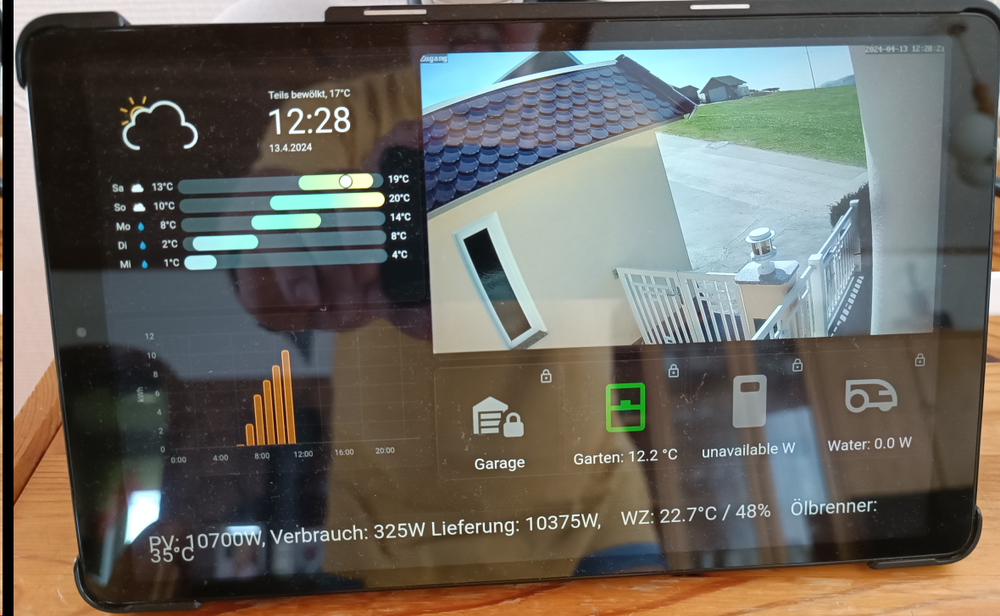 Teils bewölkt, 17°C
12:28
13.4.2024
Sa 13°C 19°C
So 10°C 20°C
Mo 8°C 14°C
Di 2°C 8°C
Mi 1°C 4°C
Zugang
2024-04-13 12:28:21
12
10
8
6
4
2
0
kWh
0:00 4:00 8:00 12:00 16:00 20:00
Garage
Garten: 12.2 °C
unavailable W
Water: 0.0 W
PV: 10700W, Verbrauch: 325W Lieferung: 10375W, WZ: 22.7°C / 48% Ölbrenner:
35°C